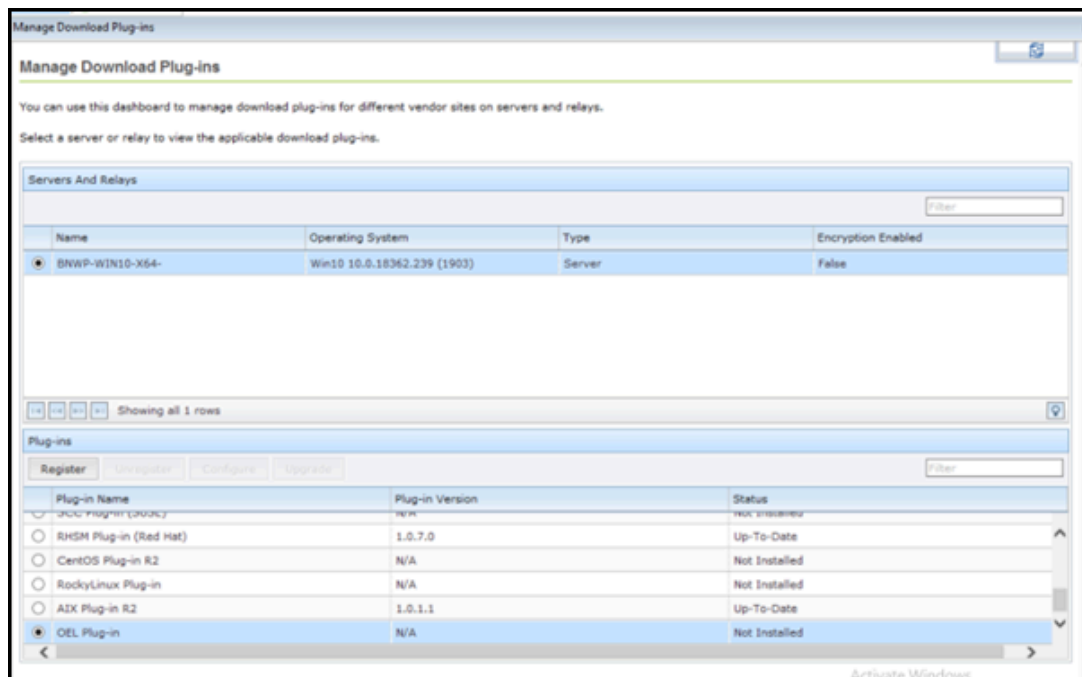 Manage Download Plug-ins
Manage Download Plug-ins
You can use this dashboard to manage download plug-ins for different vendor sites on servers and relays.
Select a server or relay to view the applicable download plug-ins.
Servers And Relays
Filter
Name Operating System Type Encryption Enabled
BNWP-WIN10-X64- Win10 10.0.18362.239 (1903) Server False
Showing all 1 rows
Plug-ins
Register Unregister Configure Upgrade Filter
Plug-in Name Plug-in Version Status
SCC Plug-in (SUSE) N/A Not Installed
RHSM Plug-in (Red Hat) 1.0.7.0 Up-To-Date
CentOS Plug-in R2 N/A Not Installed
RockyLinux Plug-in N/A Not Installed
AIX Plug-in R2 1.0.1.1 Up-To-Date
OEL Plug-in N/A Not Installed
Activate Windows